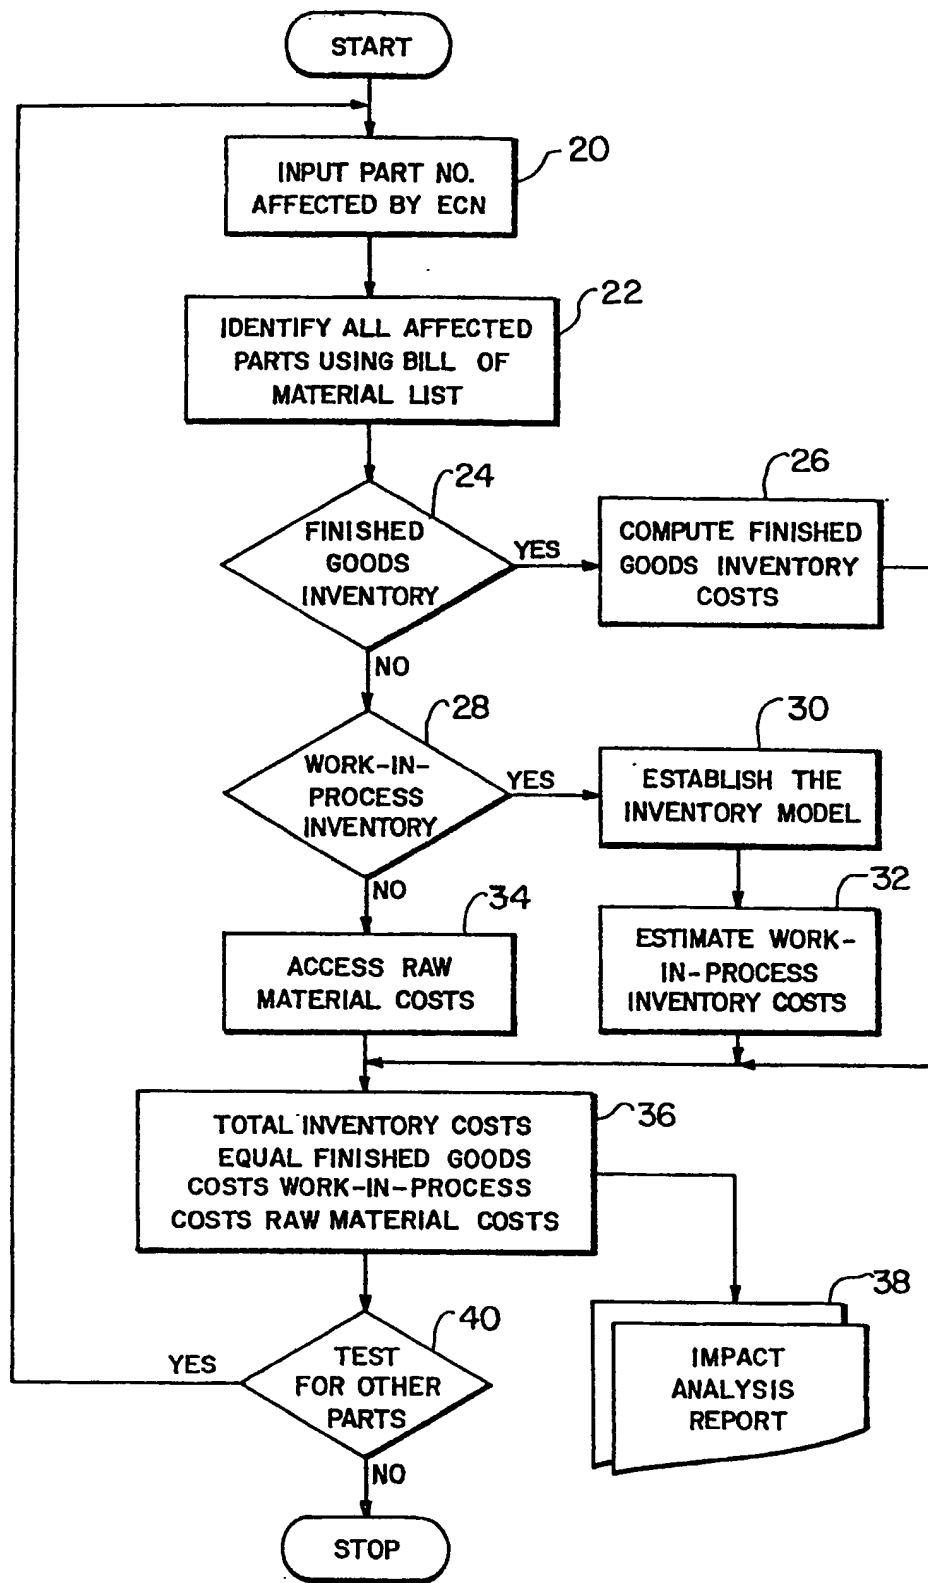 START
INPUT PART NO.
AFFECTED BY ECN
20
IDENTIFY ALL AFFECTED
PARTS USING BILL OF
MATERIAL LIST
22
FINISHED
GOODS
INVENTORY
24
YES
COMPUTE FINISHED
GOODS INVENTORY
COSTS
26
NO
WORK-IN-
PROCESS
INVENTORY
28
YES
ESTABLISH THE
INVENTORY MODEL
30
NO
ACCESS RAW
MATERIAL COSTS
34
ESTIMATE WORK-
IN-PROCESS
INVENTORY COSTS
32
TOTAL INVENTORY COSTS
EQUAL FINISHED GOODS
COSTS WORK-IN-PROCESS
COSTS RAW MATERIAL COSTS
36
IMPACT
ANALYSIS
REPORT
38
TEST
FOR OTHER
PARTS
40
YES
NO
STOP